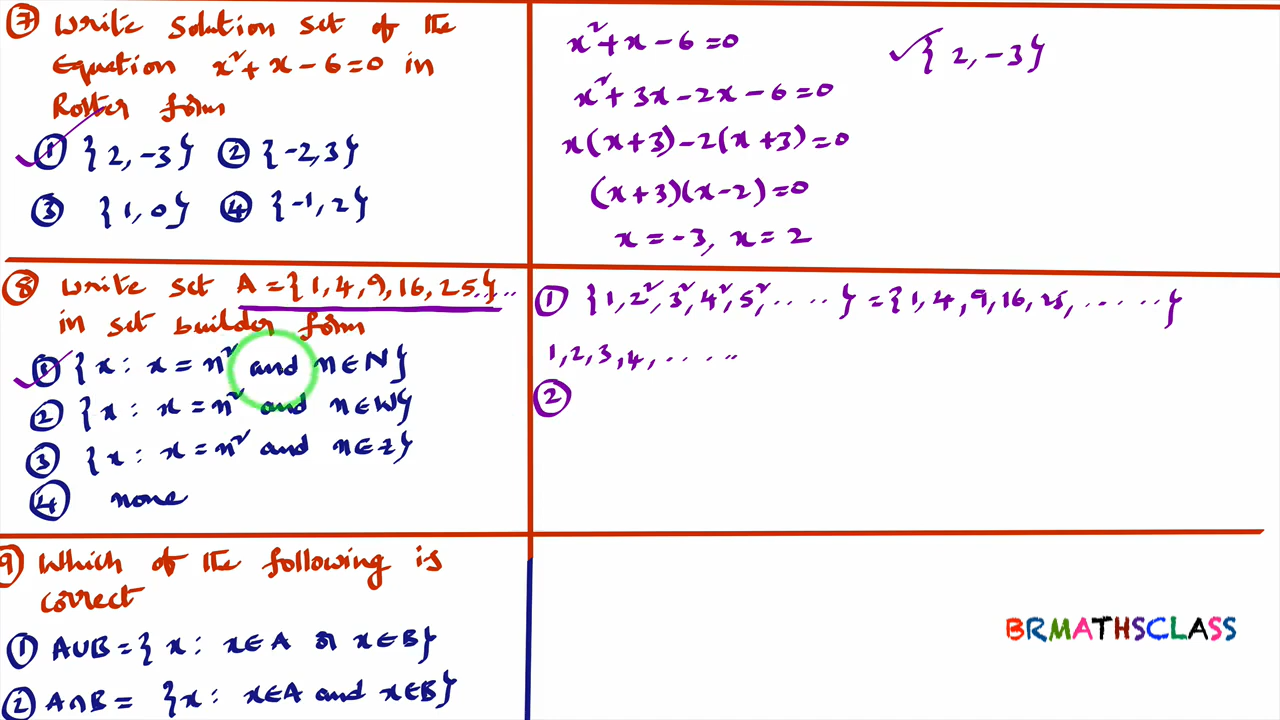 ⑦ Write solution set of the
Equation x²+x-6=0 in
Roster form
① {2,-3} ② {-2,3}
③ {1,0} ④ {-1,2}
x²+x-6=0
x²+3x-2x-6=0
x(x+3)-2(x+3)=0
(x+3)(x-2)=0
x=-3, x=2
✓{2,-3}
⑧ Write set A={1,4,9,16,25..}..
in set builder form
① {x: x=n² and n∈N}
② {x: x=n² and n∈W}
③ {x: x=n² and n∈z}
④ none
① {1,2²,3²,4²,5²,.....} = {1,4,9,16,25,......}
1,2,3,4,......
②
9) Which of the following is
correct
① A∪B={x: x∈A or x∈B}
② A∩B= {x: x∈A and x∈B}
BRMATHSCLASS